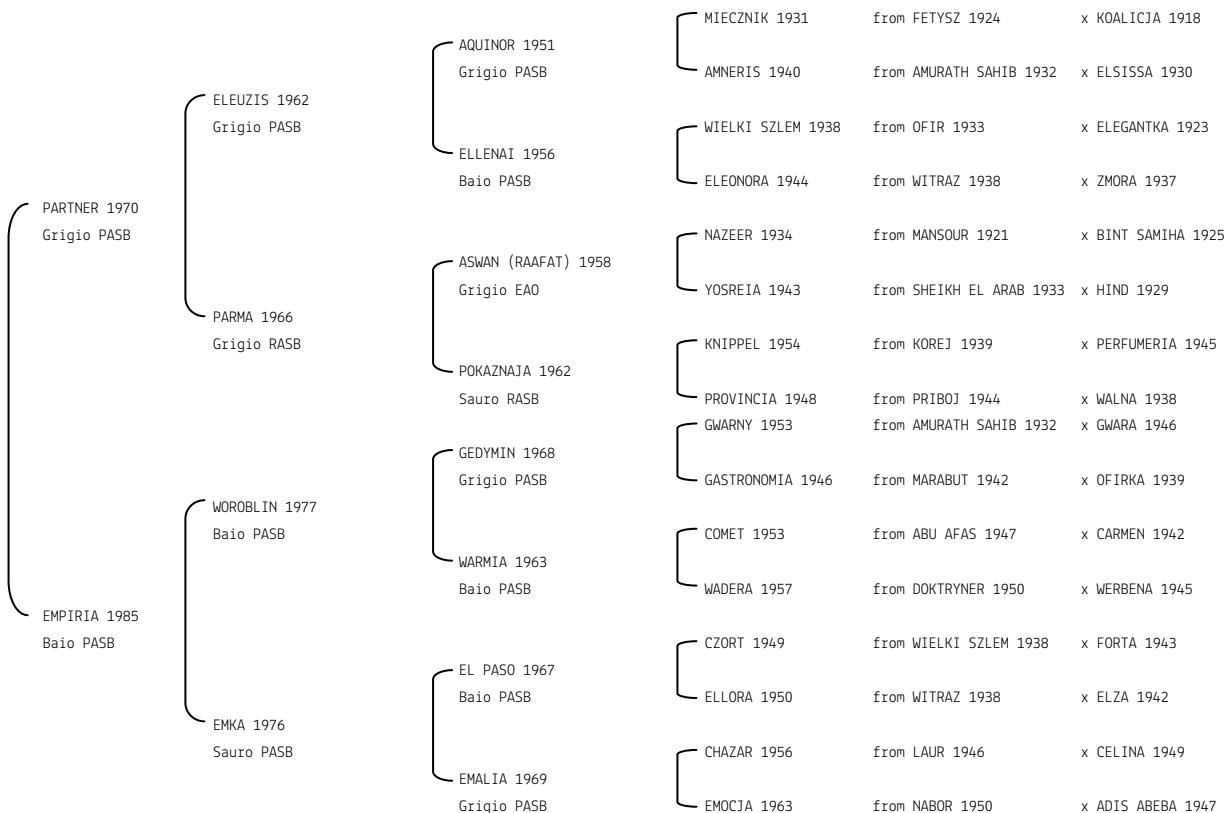 MIECZNIK 1931 from FETYSZ 1924 x KOALICJA 1918
AQUINOR 1951
Grigio PASB
AMNERIS 1940 from AMURATH SAHIB 1932 x ELSISSA 1930
ELEUZIS 1962
Grigio PASB
WIELKI SZLEM 1938 from OFIR 1933 x ELEGANTKA 1923
ELLENAI 1956
Baio PASB
ELEONORA 1944 from WITRAZ 1938 x ZMORA 1937
PARTNER 1970
Grigio PASB
NAZEER 1934 from MANSOUR 1921 x BINT SAMIHA 1925
ASWAN (RAAFAT) 1958
Grigio EAO
YOSREIA 1943 from SHEIKH EL ARAB 1933 x HIND 1929
PARMA 1966
Grigio RASB
KNIPPEL 1954 from KOREJ 1939 x PERFUMERIA 1945
POKAZNAJA 1962
Sauro RASB
PROVINCIA 1948 from PRIBOJ 1944 x WALNA 1938
GWARNY 1953 from AMURATH SAHIB 1932 x GWARA 1946
GEDYMIN 1968
Grigio PASB
GASTRONOMIA 1946 from MARABUT 1942 x OFIRKA 1939
WOROBLIN 1977
Baio PASB
COMET 1953 from ABU AFAS 1947 x CARMEN 1942
WARMIA 1963
Baio PASB
WADERA 1957 from DOKTRYNER 1950 x WERBENA 1945
EMPIRIA 1985
Baio PASB
CZORT 1949 from WIELKI SZLEM 1938 x FORTA 1943
EL PASO 1967
Baio PASB
ELLORA 1950 from WITRAZ 1938 x ELZA 1942
EMKA 1976
Sauro PASB
CHAZAR 1956 from LAUR 1946 x CELINA 1949
EMALIA 1969
Grigio PASB
EMOCJA 1963 from NABOR 1950 x ADIS ABEBA 1947